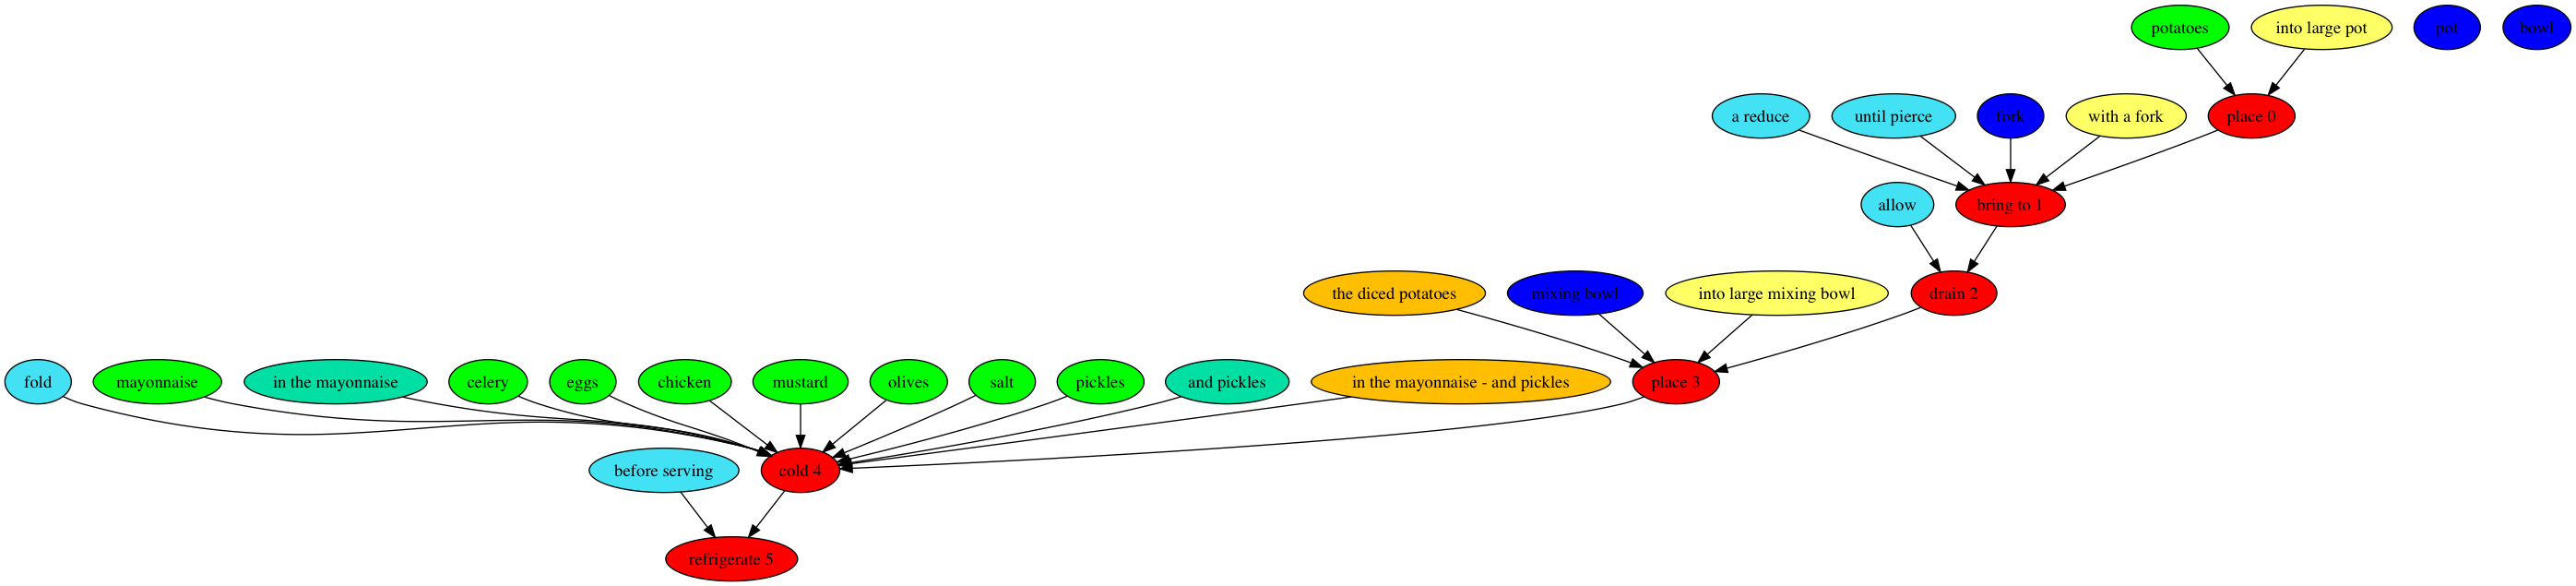 potatoes
into large pot
pot
bowl
a reduce
until pierce
fork
with a fork
place 0
allow
bring to 1
the diced potatoes
mixing bowl
into large mixing bowl
drain 2
fold
mayonnaise
in the mayonnaise
celery
eggs
chicken
mustard
olives
salt
pickles
and pickles
in the mayonnaise - and pickles
place 3
before serving
cold 4
refrigerate 5